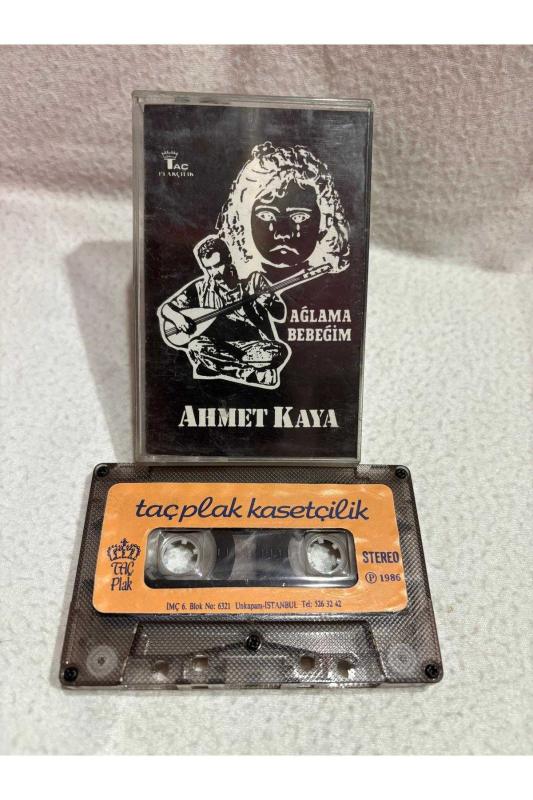 TAÇ
PLAKÇILIK
AĞLAMA
BEBEĞİM
AHMET KAYA
taçplak kasetçilik
TAÇ
Plak
STEREO
Ⓟ 1986
İMÇ 6. Blok No: 6321 Unkapanı-İSTANBUL Tel: 526 32 42